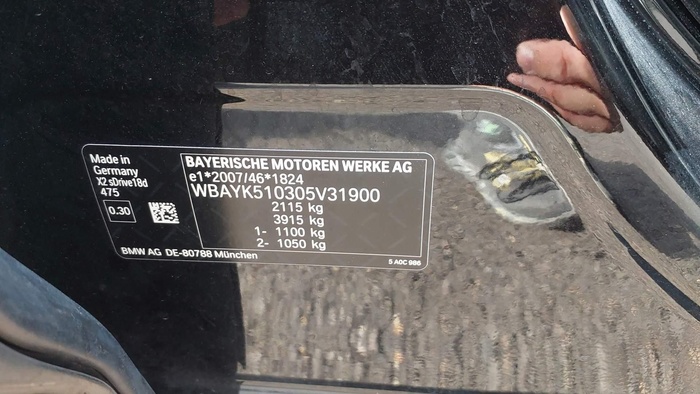 Made in
Germany
X2 sDrive18d
475
0.30
BAYERISCHE MOTOREN WERKE AG
e1*2007/46*1824
WBAYK510305V31900
2115 kg
3915 kg
1- 1100 kg
2- 1050 kg
BMW AG DE-80788 München
5 A0C 986